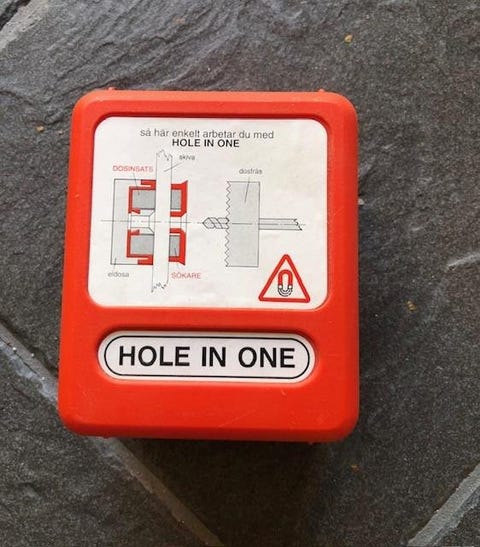 så här enkelt arbetar du med
HOLE IN ONE
skiva
DOSINSATS
dosfräs
eldosa
SÖKARE
HOLE IN ONE